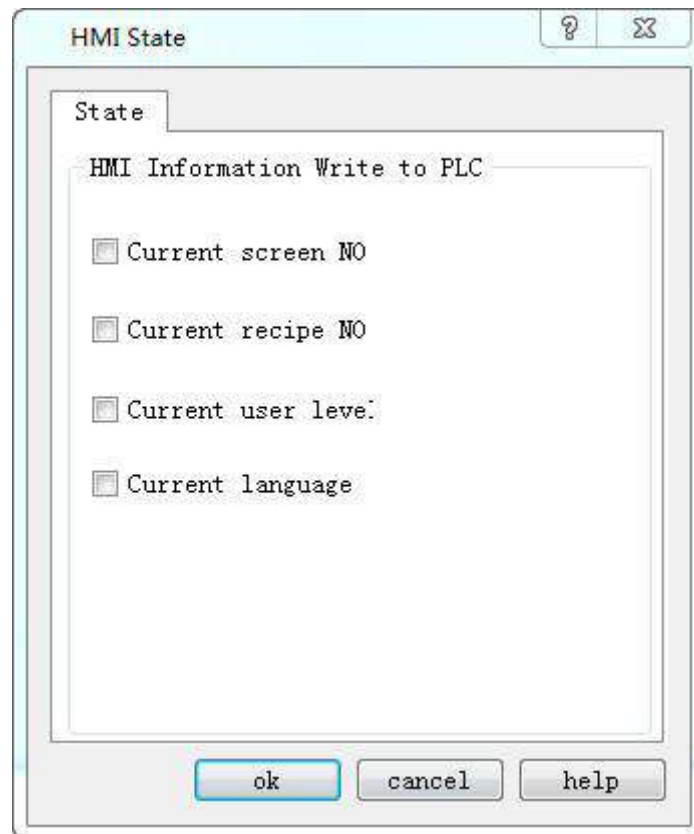 HMI State
State
HMI Information Write to PLC
Current screen NO
Current recipe NO
Current user level
Current language
ok cancel help